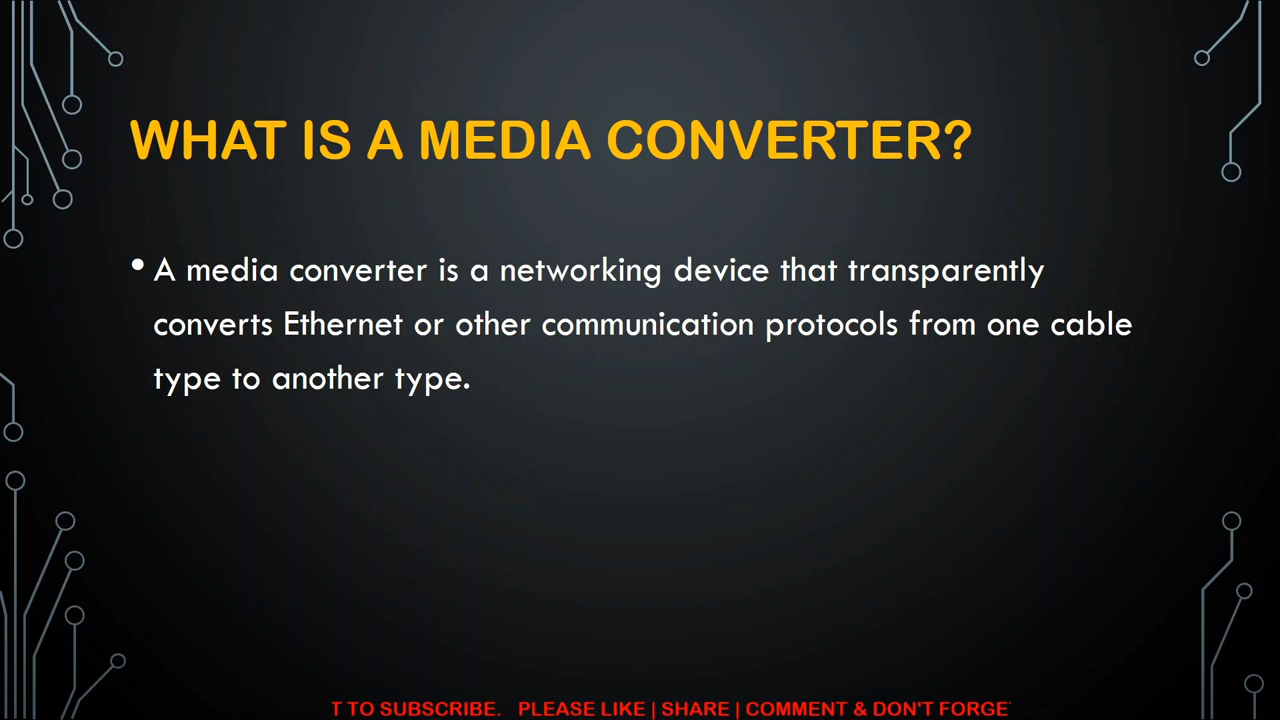 WHAT IS A MEDIA CONVERTER?
• A media converter is a networking device that transparently
converts Ethernet or other communication protocols from one cable
type to another type.
T TO SUBSCRIBE. PLEASE LIKE | SHARE | COMMENT & DON'T FORGE